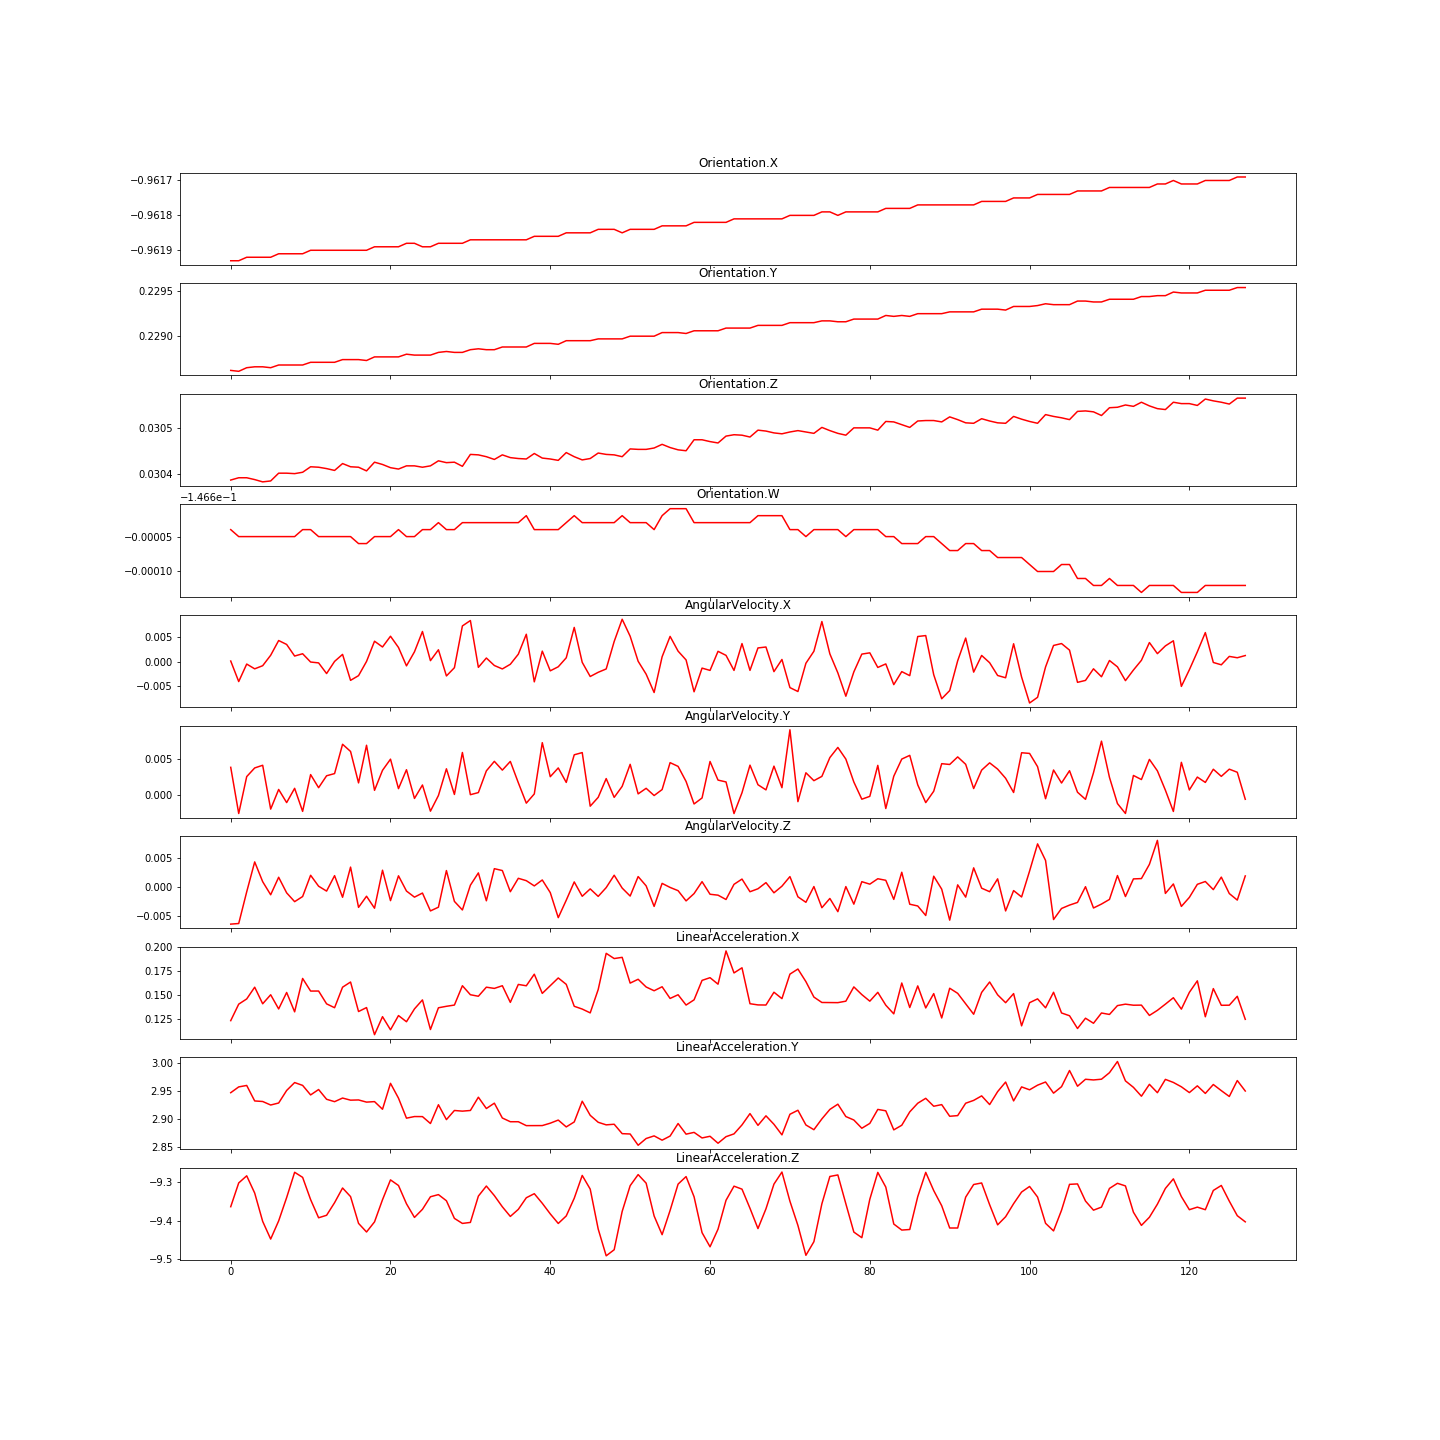 Orientation.X
−0.9617
−0.9618
−0.9619
Orientation.Y
0.2295
0.2290
Orientation.Z
0.0305
0.0304
−1.466e−1
Orientation.W
−0.00005
−0.00010
AngularVelocity.X
0.005
0.000
−0.005
AngularVelocity.Y
0.005
0.000
AngularVelocity.Z
0.005
0.000
−0.005
LinearAcceleration.X
0.200
0.175
0.150
0.125
LinearAcceleration.Y
3.00
2.95
2.90
2.85
LinearAcceleration.Z
−9.3
−9.4
−9.5
0 20 40 60 80 100 120